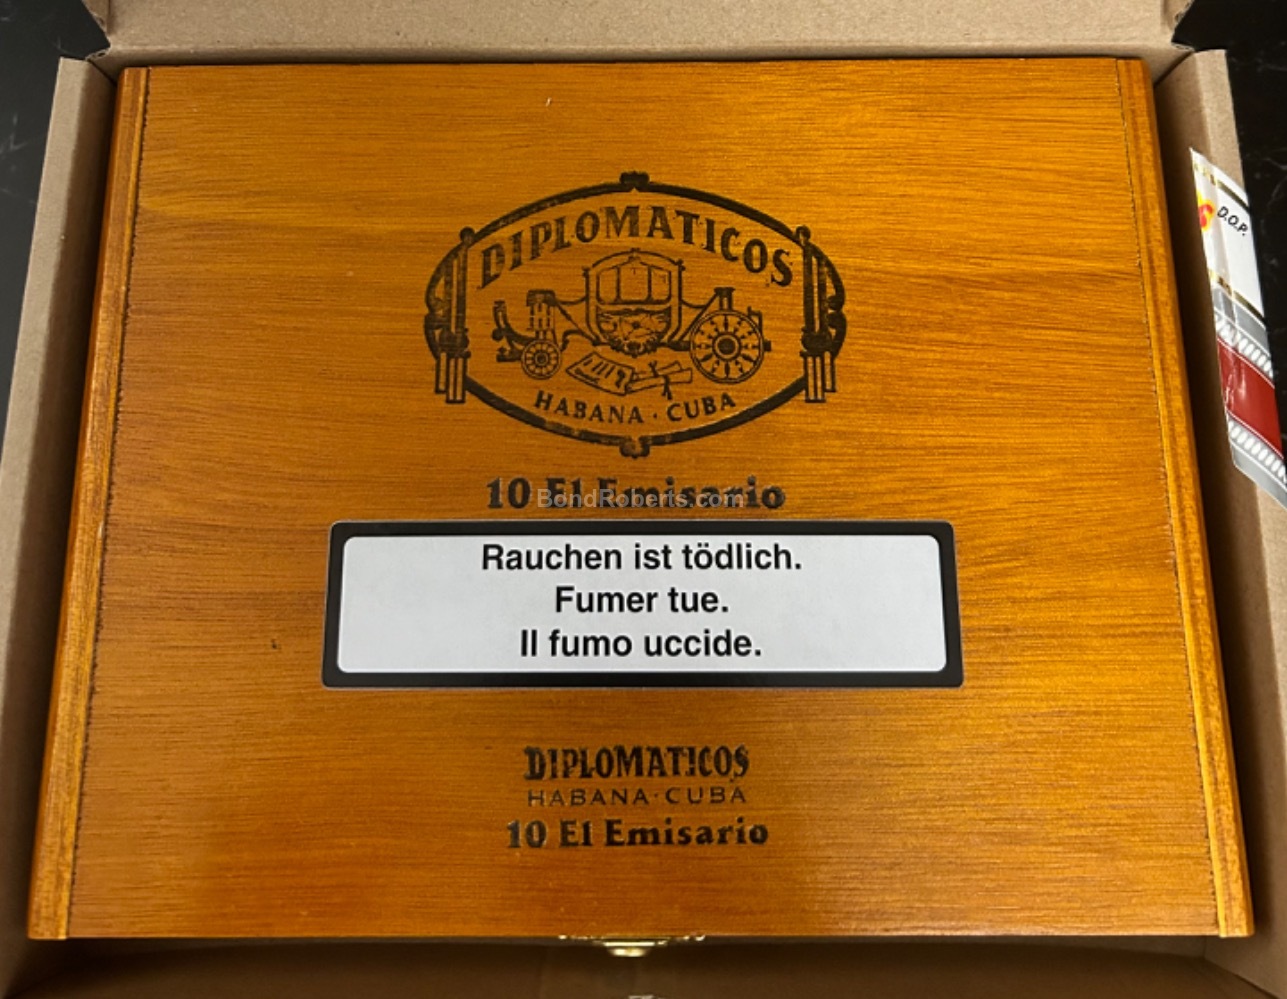 DIPLOMATICOS
HABANA · CUBA
10 El Emisario
BondRoberts.com
Rauchen ist tödlich.
Fumer tue.
Il fumo uccide.
DIPLOMATICOS
HABANA·CUBA
10 El Emisario
D.O.P.